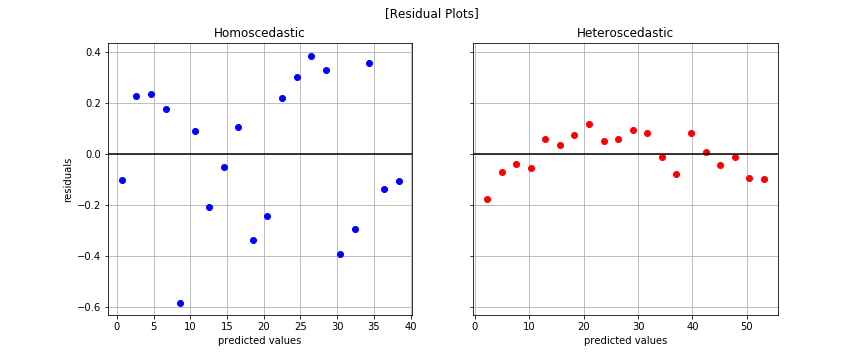 [Residual Plots]
Homoscedastic
Heteroscedastic
0.4
0.2
0.0
−0.2
−0.4
−0.6
residuals
0 5 10 15 20 25 30 35 40
predicted values
0 10 20 30 40 50
predicted values